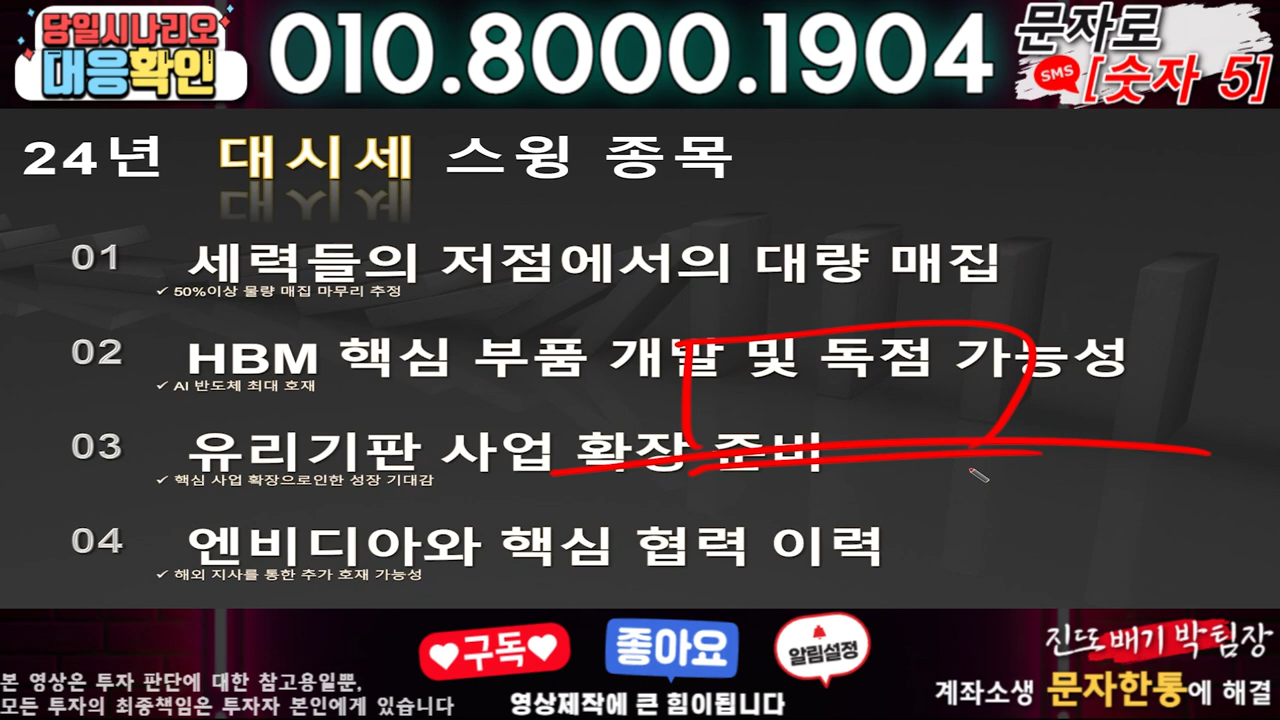 당일시나리오
대응확인
010.8000.1904
문자로
SMS
[숫자 5]
24년 대시세 스윙 종목
01 세력들의 저점에서의 대량 매집
✓ 50%이상 물량 매집 마무리 추정
02 HBM 핵심 부품 개발 및 독점 가능성
✓ AI 반도체 최대 호재
03 유리기판 사업 확장 준비
✓ 핵심 사업 확장으로인한 성장 기대감
04 엔비디아와 핵심 협력 이력
✓ 해외 지사를 통한 추가 호재 가능성
구독
좋아요
알림설정
영상제작에 큰 힘이됩니다
본 영상은 투자 판단에 대한 참고용일뿐,
모든 투자의 최종책임은 투자자 본인에게 있습니다
진또배기 박팀장
계좌소생 문자한통에 해결